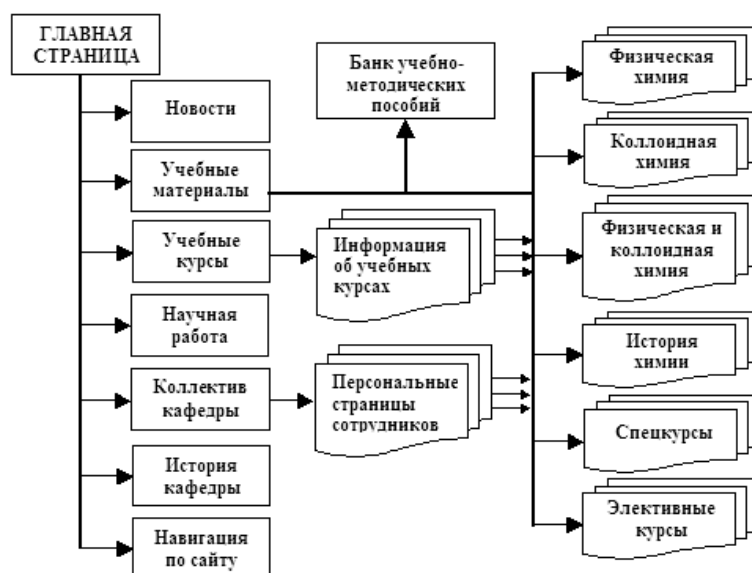 ГЛАВНАЯ
СТРАНИЦА
Новости
Учебные
материалы
Учебные
курсы
Научная
работа
Коллектив
кафедры
История
кафедры
Навигация
по сайту
Банк учебно-
методических
пособий
Информация
об учебных
курсах
Персональные
страницы
сотрудников
Физическая
химия
Коллоидная
химия
Физическая и
коллоидная
химия
История
химии
Спецкурсы
Элективные
курсы